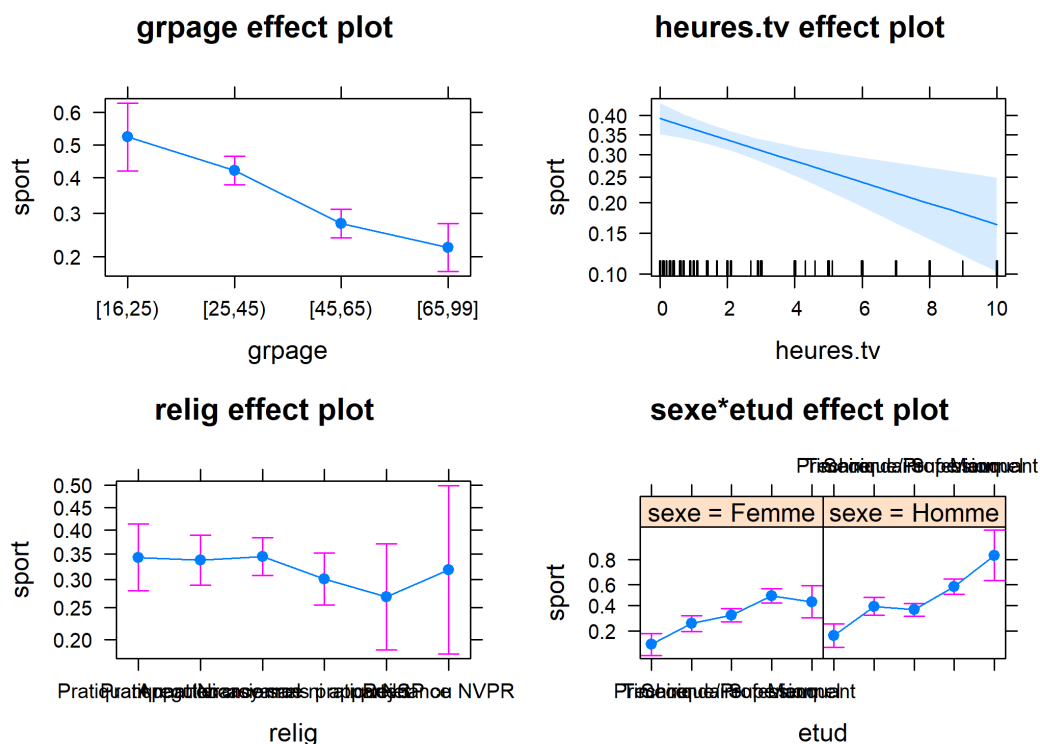 grpage effect plot
0.6
0.5
0.4
0.3
0.2
sport
[16,25)
[25,45)
[45,65)
[65,99]
grpage
heures.tv effect plot
0.40
0.35
0.30
0.25
0.20
0.15
0.10
sport
0
2
4
6
8
10
heures.tv
relig effect plot
0.50
0.45
0.40
0.35
0.30
0.25
0.20
sport
NVPR
relig
sexe*etud effect plot
sexe = Femme
sexe = Homme
0.8
0.6
0.4
0.2
sport
etud